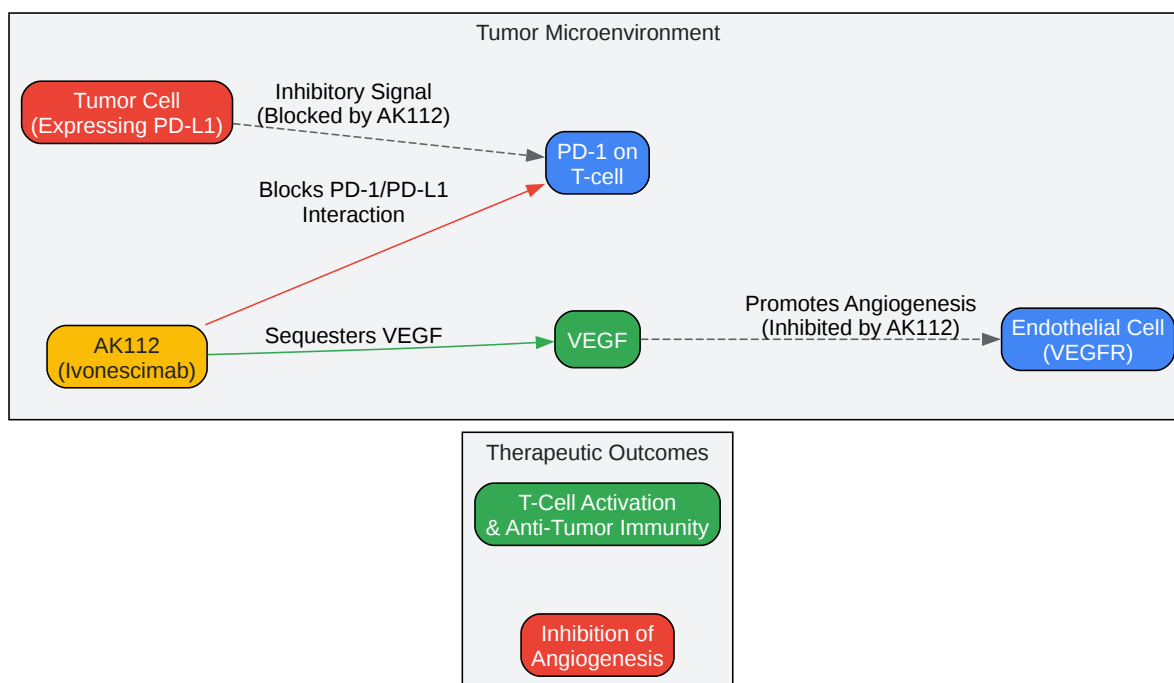 Tumor Microenvironment
Tumor Cell
(Expressing PD-L1)
Inhibitory Signal
(Blocked by AK112)
PD-1 on
T-cell
Blocks PD-1/PD-L1
Interaction
AK112
(Ivonescimab)
Sequesters VEGF
VEGF
Promotes Angiogenesis
(Inhibited by AK112)
Endothelial Cell
(VEGFR)
Therapeutic Outcomes
T-Cell Activation
& Anti-Tumor Immunity
Inhibition of
Angiogenesis